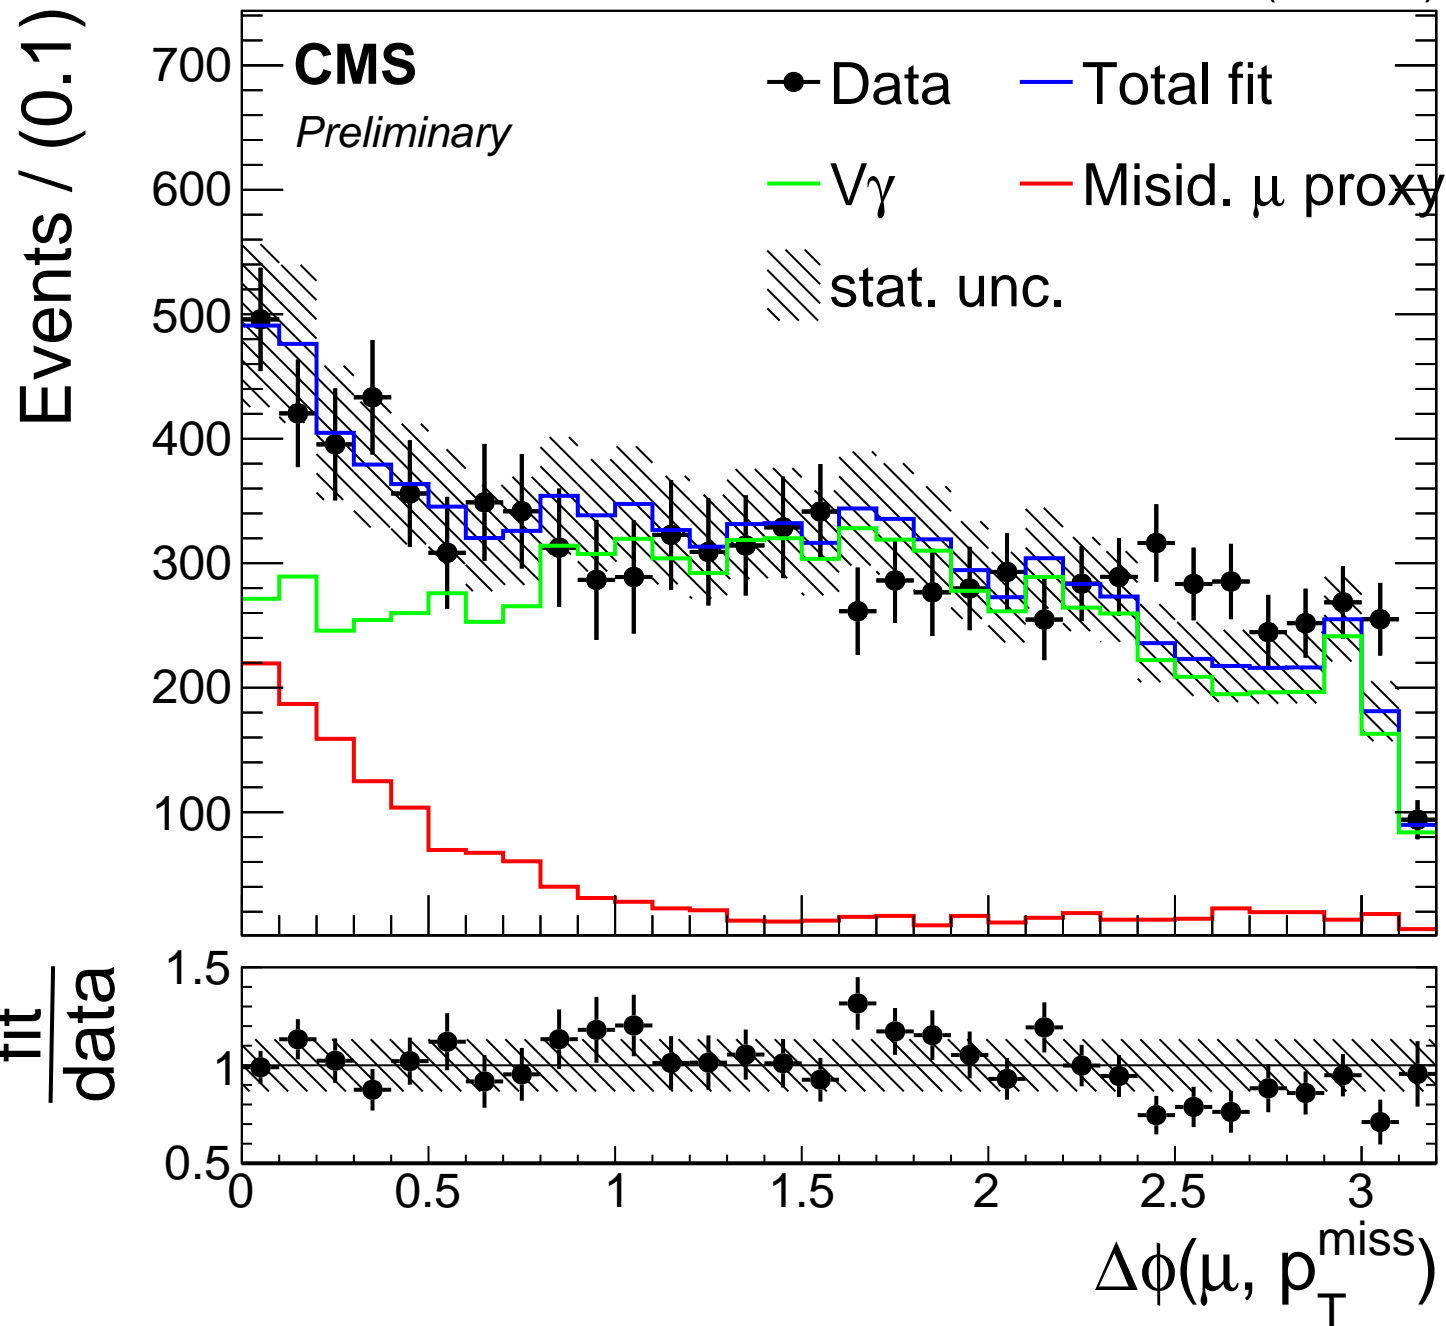 Events / (0.1)
700
600
500
400
300
200
100
CMS
Preliminary
Data
Total fit
Vγ
Misid. μ proxy
stat. unc.
fit
data
1.5
1
0.5
0 0.5 1 1.5 2 2.5 3
Δϕ(μ, p_T^miss)